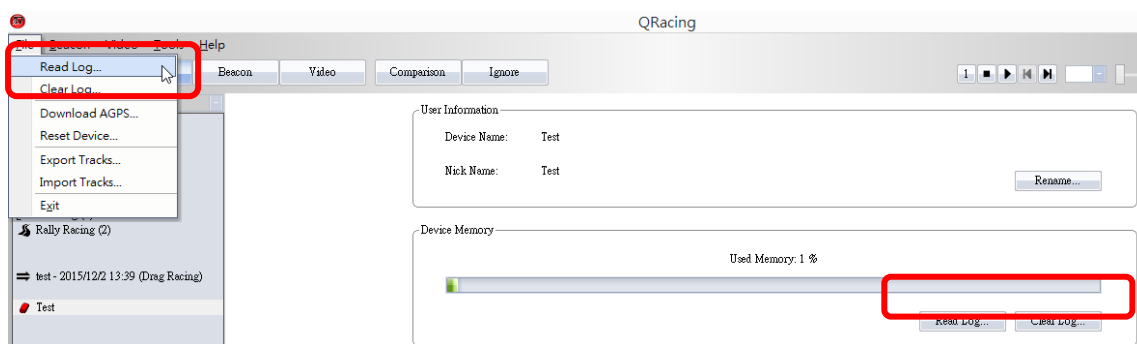 QRacing
File Beacon Video Tools Help
Read Log...
Clear Log...
Download AGPS...
Reset Device...
Export Tracks...
Import Tracks...
Exit
Beacon Video Comparison Ignore
1
Rally Racing (2)
test - 2015/12/2 13:39 (Drag Racing)
Test
User Information
Device Name: Test
Nick Name: Test
Rename...
Device Memory
Used Memory: 1 %
Read Log... Clear Log...